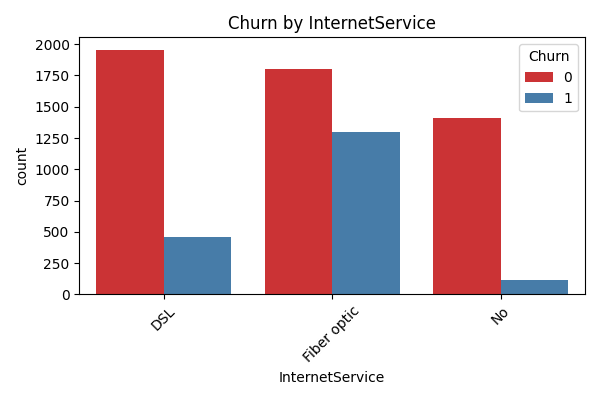 Churn by InternetService
Churn
0
1
count
2000
1750
1500
1250
1000
750
500
250
0
DSL
Fiber optic
No
InternetService